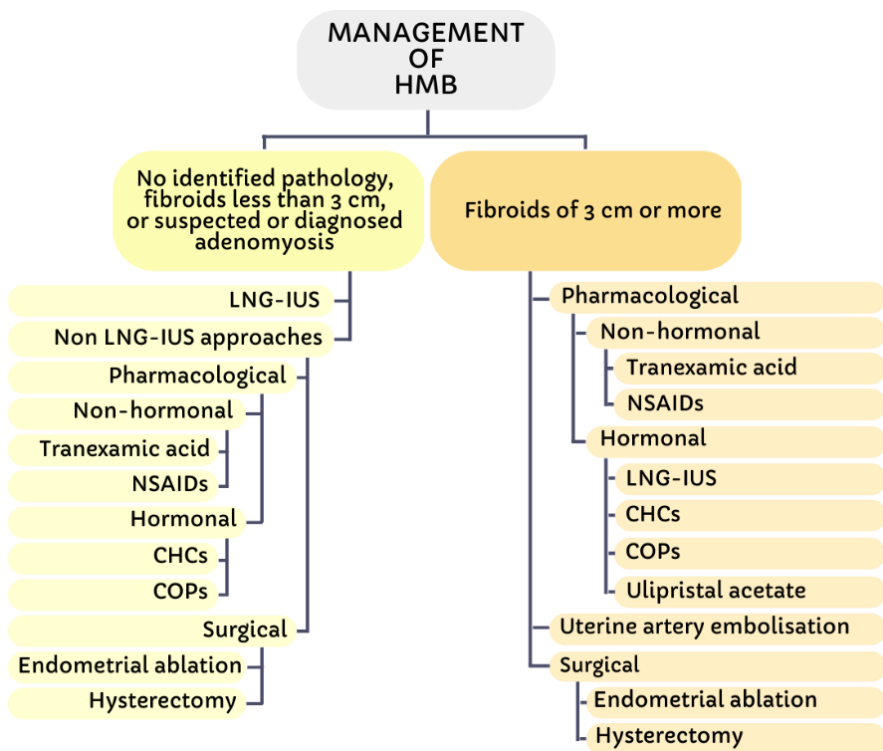 MANAGEMENT
OF
HMB
No identified pathology,
fibroids less than 3 cm,
or suspected or diagnosed
adenomyosis
LNG-IUS
Non LNG-IUS approaches
Pharmacological
Non-hormonal
Tranexamic acid
NSAIDs
Hormonal
CHCs
COPs
Surgical
Endometrial ablation
Hysterectomy
Fibroids of 3 cm or more
Pharmacological
Non-hormonal
Tranexamic acid
NSAIDs
Hormonal
LNG-IUS
CHCs
COPs
Ulipristal acetate
Uterine artery embolisation
Surgical
Endometrial ablation
Hysterectomy